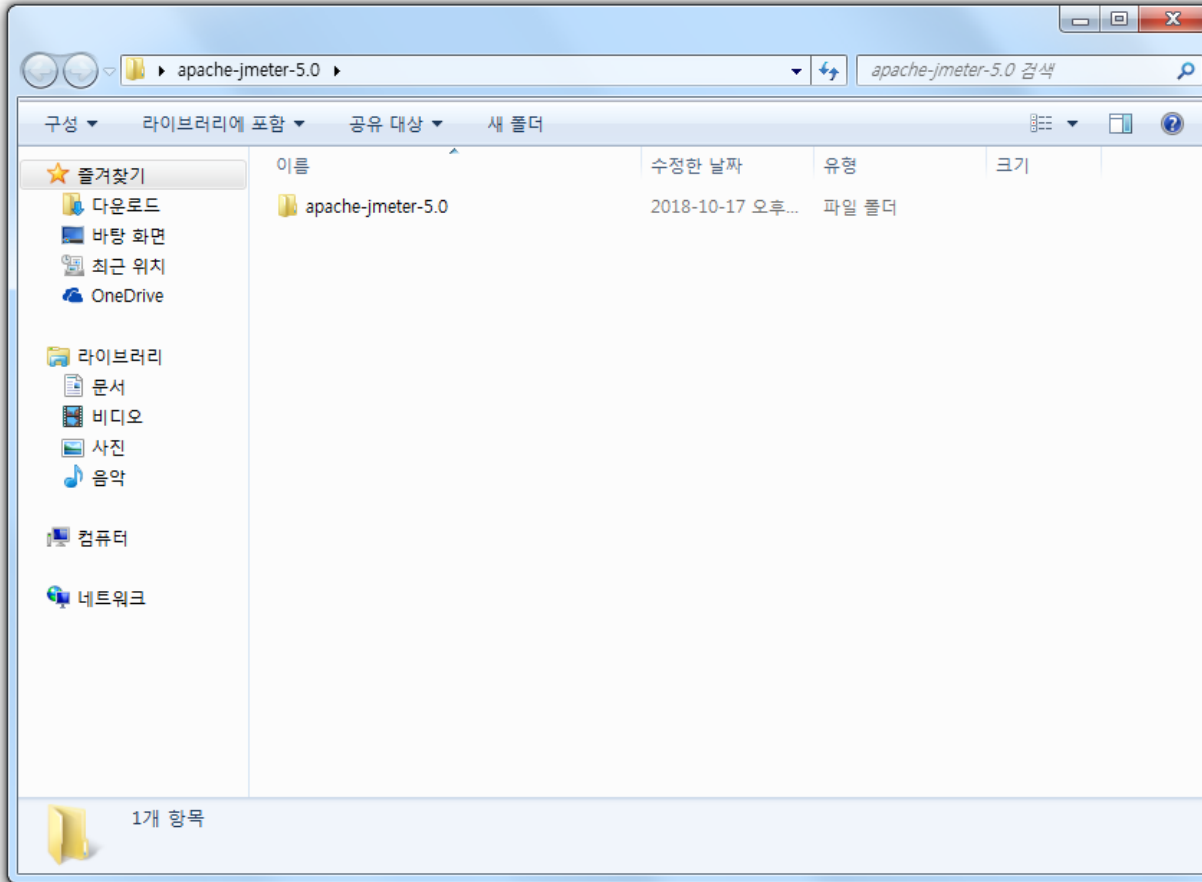 apache-jmeter-5.0
apache-jmeter-5.0 검색
구성 라이브러리에 포함 공유 대상 새 폴더
즐겨찾기
다운로드
바탕 화면
최근 위치
OneDrive
라이브러리
문서
비디오
사진
음악
컴퓨터
네트워크
이름 수정한 날짜 유형 크기
apache-jmeter-5.0 2018-10-17 오후... 파일 폴더
1개 항목